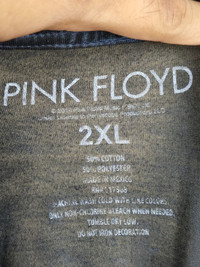 PINK FLOYD
2XL
50% COTTON
50% POLYESTER
MADE IN MEXICO
MACHINE WASH COLD WITH LIKE COLORS
ONLY NON-CHLORINE BLEACH WHEN NEEDED
TUMBLE DRY LOW
DO NOT IRON DECORATION